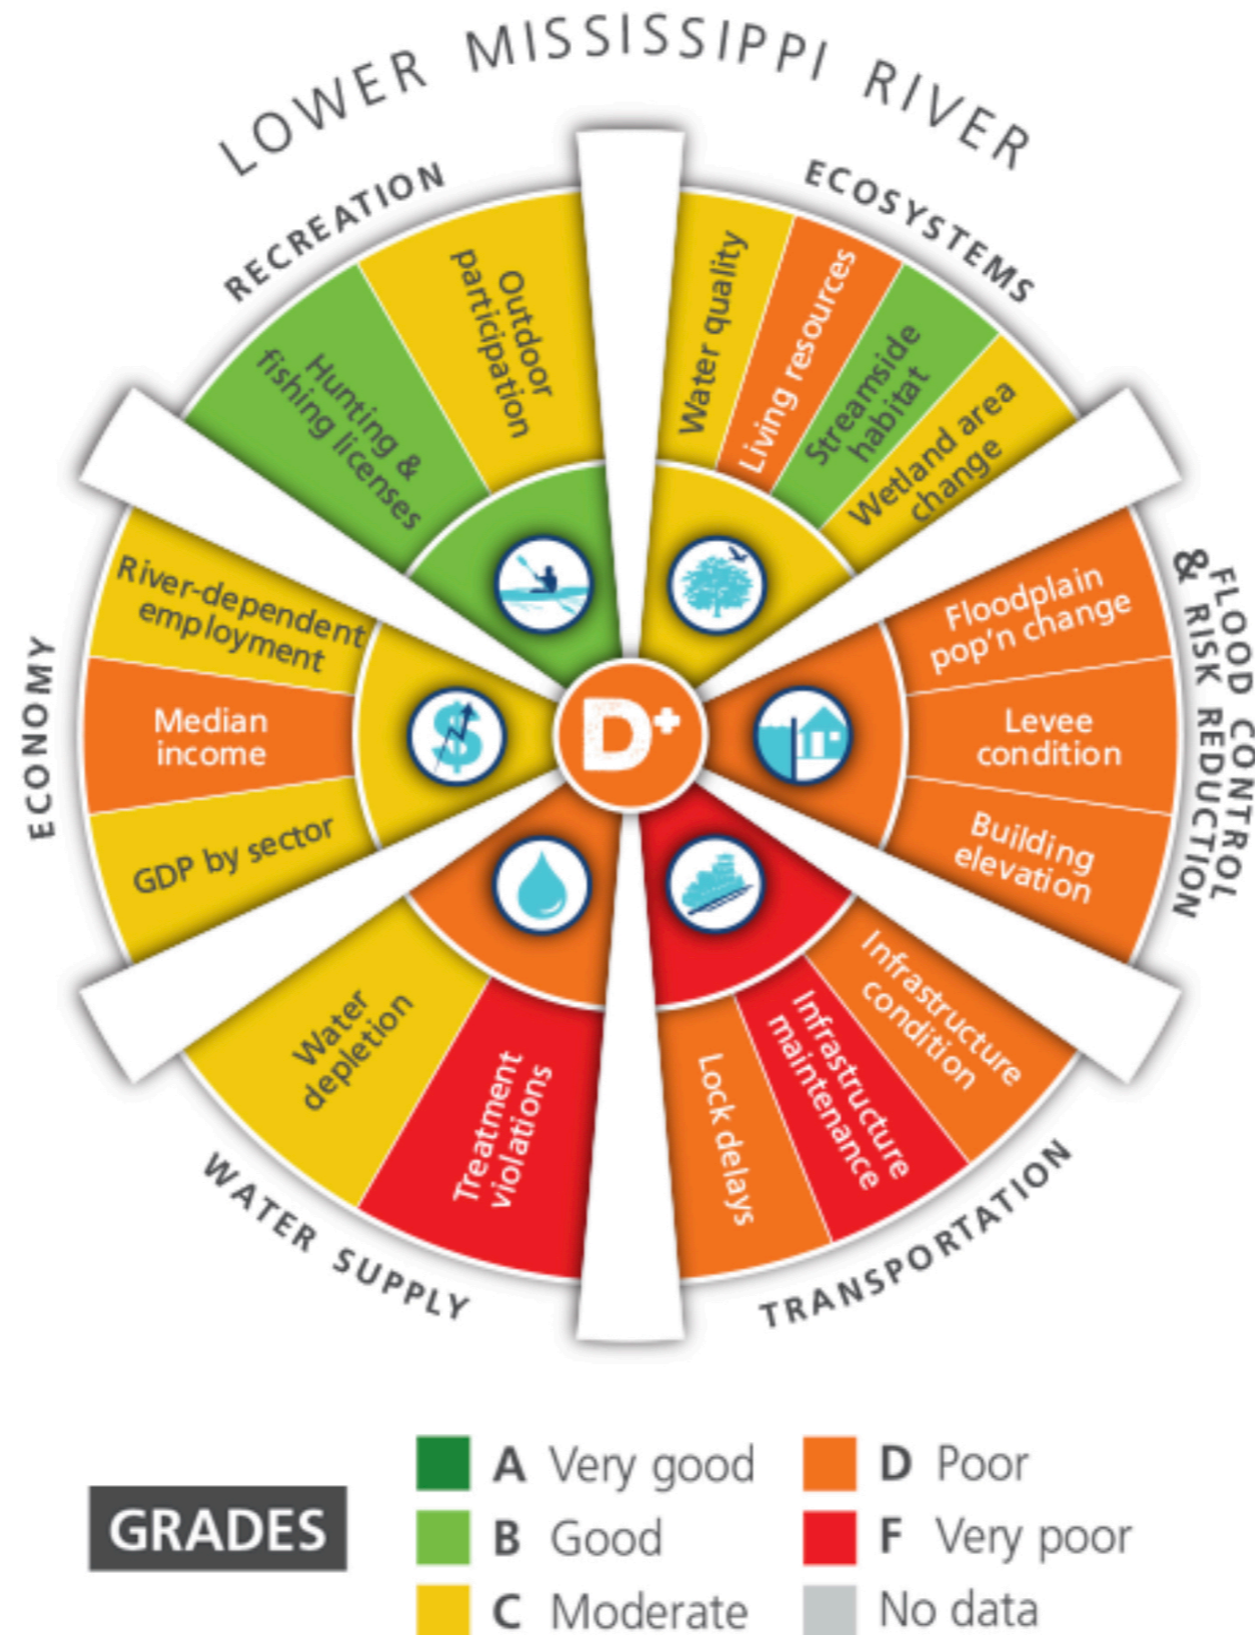 LOWER MISSISSIPPI RIVER
RECREATION
ECOSYSTEMS
Hunting &
fishing licenses
Outdoor
participation
Water quality
Living resources
Streamside
habitat
Wetland area
change
FLOOD CONTROL
& RISK REDUCTION
Floodplain
pop'n change
Levee
condition
Building
elevation
ECONOMY
River-dependent
employment
Median
income
GDP by sector
D+
$
Water
depletion
Treatment
violations
Lock delays
Infrastructure
maintenance
Infrastructure
condition
WATER SUPPLY
TRANSPORTATION
GRADES
A Very good
B Good
C Moderate
D Poor
F Very poor
No data